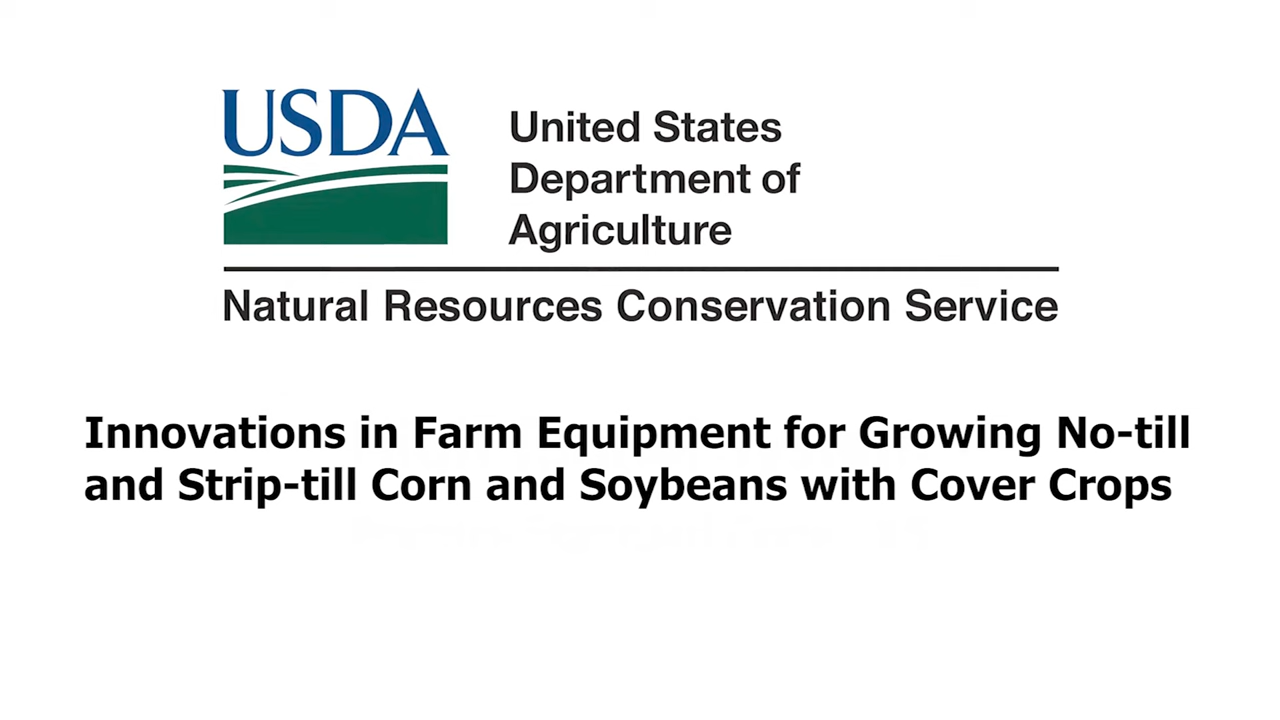 USDA
United States
Department of
Agriculture
Natural Resources Conservation Service
Innovations in Farm Equipment for Growing No-till
and Strip-till Corn and Soybeans with Cover Crops